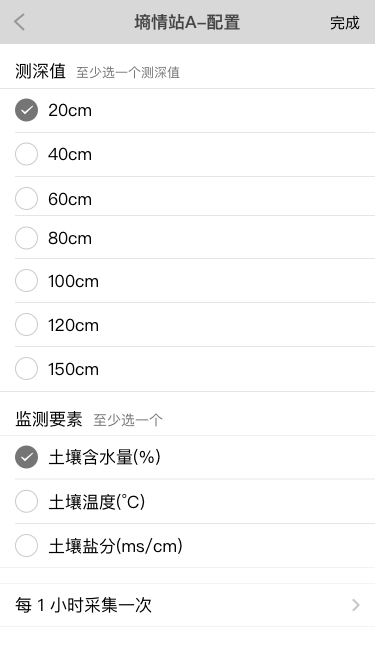 墒情站A-配置 完成
测深值 至少选一个测深值
20cm
40cm
60cm
80cm
100cm
120cm
150cm
监测要素 至少选一个
土壤含水量(%)
土壤温度(℃)
土壤盐分(ms/cm)
每 1 小时采集一次